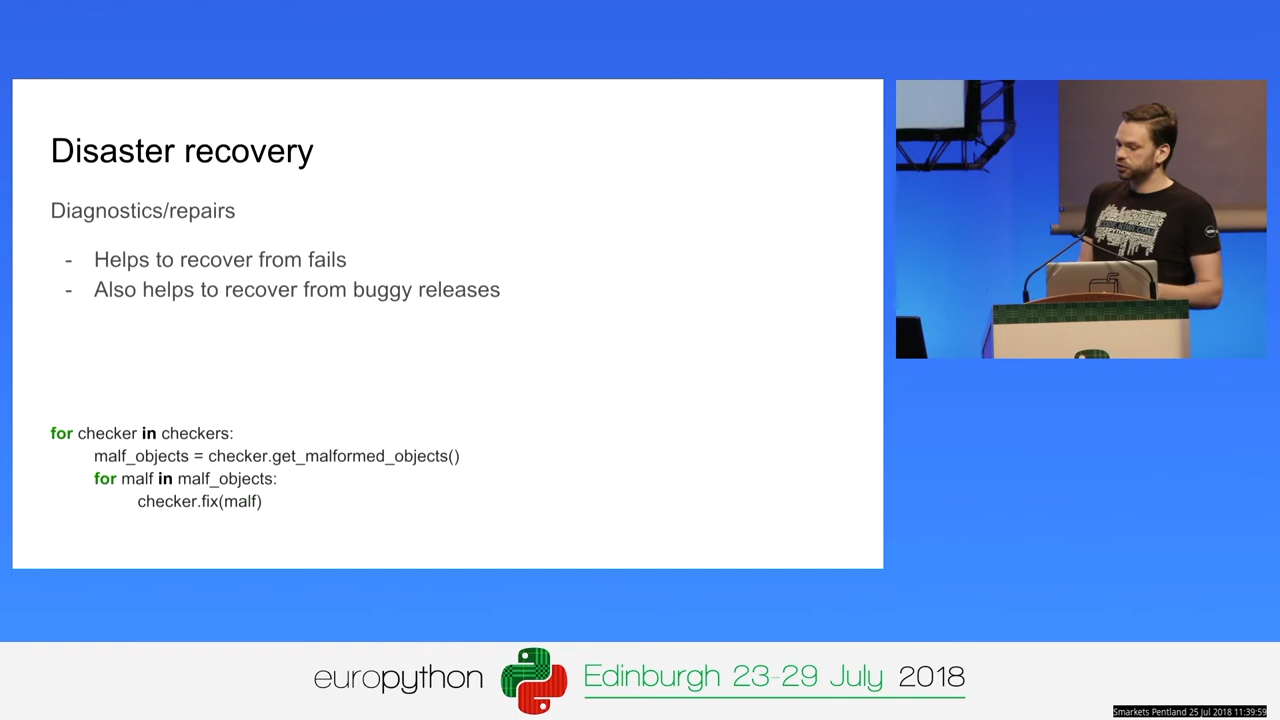 Disaster recovery
Diagnostics/repairs
- Helps to recover from fails
- Also helps to recover from buggy releases
for checker in checkers:
malf_objects = checker.get_malformed_objects()
for malf in malf_objects:
checker.fix(malf)
europython Edinburgh 23-29 July 2018
Smarkets Pentland 25 Jul 2018 11:39:59